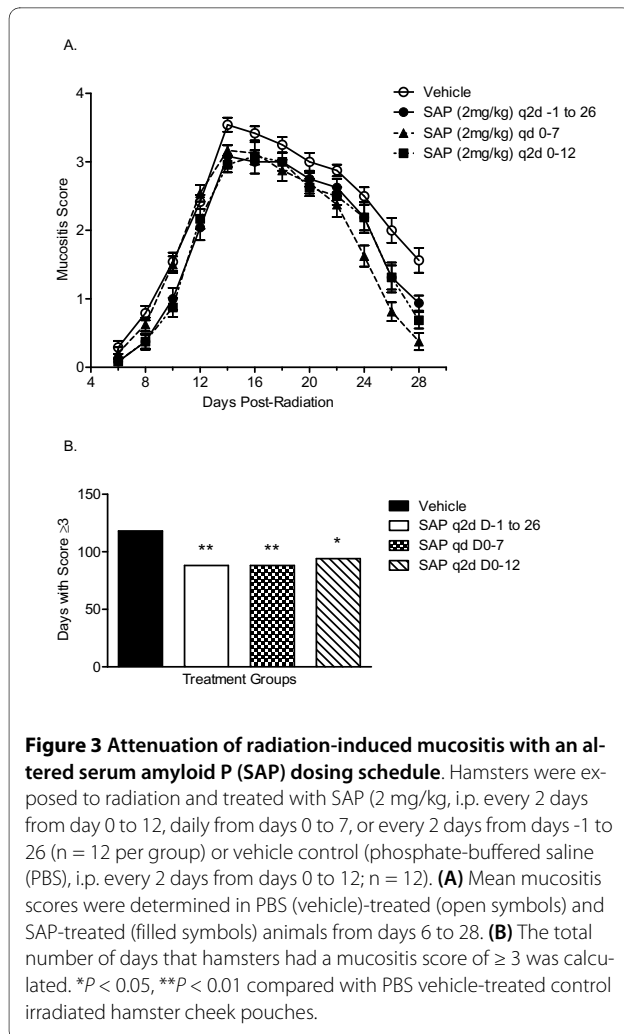 A.
Vehicle
SAP (2mg/kg) q2d -1 to 26
SAP (2mg/kg) qd 0-7
SAP (2mg/kg) q2d 0-12
4
3
2
1
0
Mucositis Score
4 8 12 16 20 24 28
Days Post-Radiation
B.
150
100
50
0
Days with Score ≥3
** ** *
Treatment Groups
Vehicle
SAP q2d D-1 to 26
SAP qd D0-7
SAP q2d D0-12
Figure 3 Attenuation of radiation-induced mucositis with an al-
tered serum amyloid P (SAP) dosing schedule. Hamsters were ex-
posed to radiation and treated with SAP (2 mg/kg, i.p. every 2 days
from day 0 to 12, daily from days 0 to 7, or every 2 days from days -1 to
26 (n = 12 per group) or vehicle control (phosphate-buffered saline
(PBS), i.p. every 2 days from days 0 to 12; n = 12). (A) Mean mucositis
scores were determined in PBS (vehicle)-treated (open symbols) and
SAP-treated (filled symbols) animals from days 6 to 28. (B) The total
number of days that hamsters had a mucositis score of ≥ 3 was calcu-
lated. *P < 0.05, **P < 0.01 compared with PBS vehicle-treated control
irradiated hamster cheek pouches.